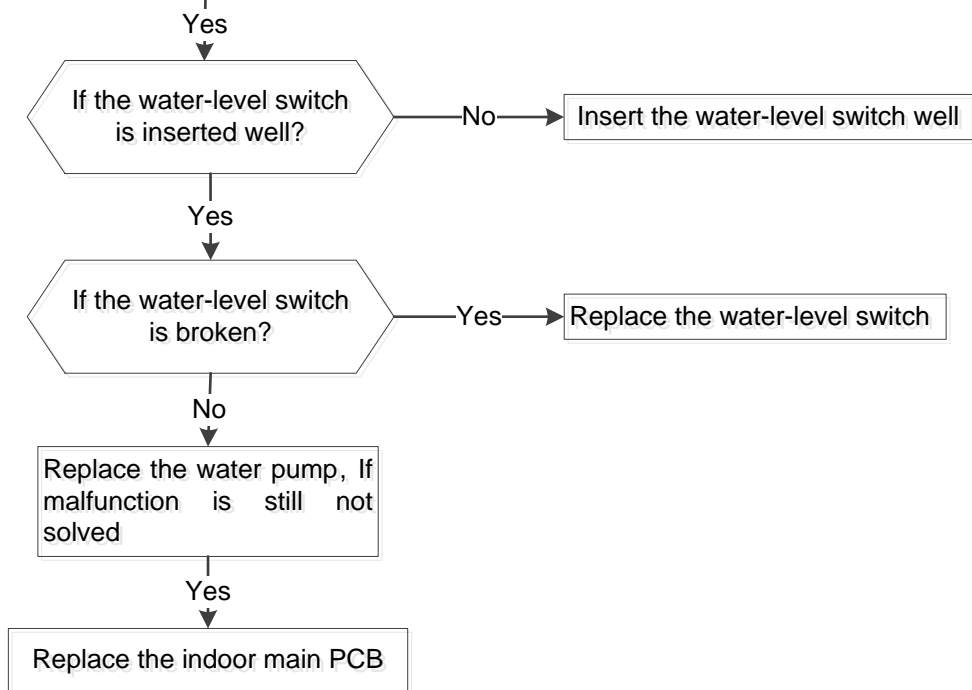 Yes
If the water-level switch
is inserted well?
No
Insert the water-level switch well
Yes
If the water-level switch
is broken?
Yes
Replace the water-level switch
No
Replace the water pump, If
malfunction is still not
solved
Yes
Replace the indoor main PCB